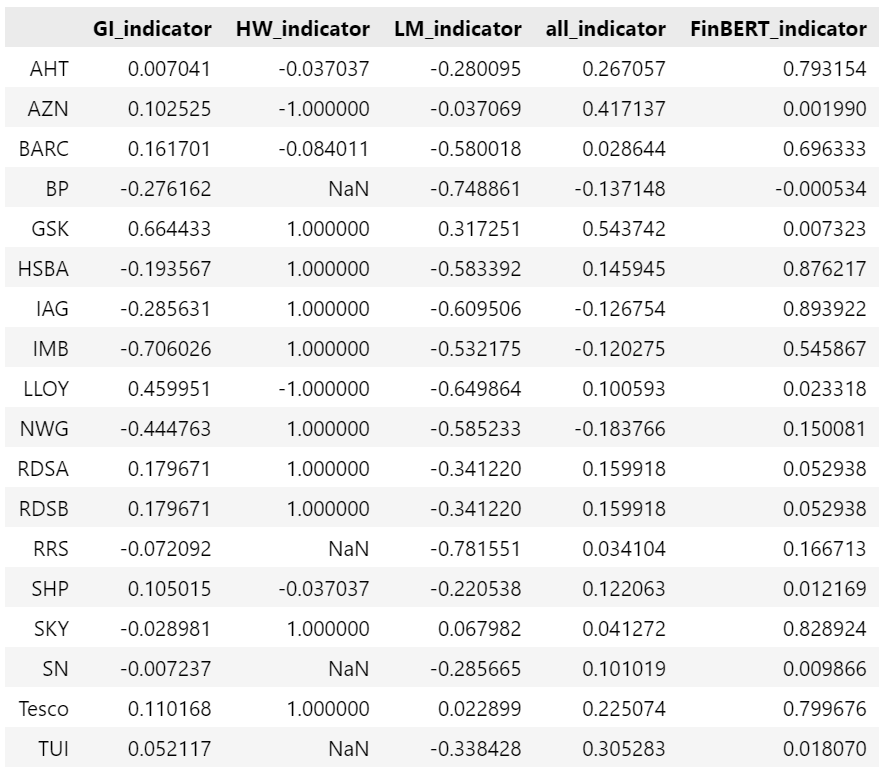 GI_indicator HW_indicator LM_indicator all_indicator FinBERT_indicator
AHT 0.007041 -0.037037 -0.280095 0.267057 0.793154
AZN 0.102525 -1.000000 -0.037069 0.417137 0.001990
BARC 0.161701 -0.084011 -0.580018 0.028644 0.696333
BP -0.276162 NaN -0.748861 -0.137148 -0.000534
GSK 0.664433 1.000000 0.317251 0.543742 0.007323
HSBA -0.193567 1.000000 -0.583392 0.145945 0.876217
IAG -0.285631 1.000000 -0.609506 -0.126754 0.893922
IMB -0.706026 1.000000 -0.532175 -0.120275 0.545867
LLOY 0.459951 -1.000000 -0.649864 0.100593 0.023318
NWG -0.444763 1.000000 -0.585233 -0.183766 0.150081
RDSA 0.179671 1.000000 -0.341220 0.159918 0.052938
RDSB 0.179671 1.000000 -0.341220 0.159918 0.052938
RRS -0.072092 NaN -0.781551 0.034104 0.166713
SHP 0.105015 -0.037037 -0.220538 0.122063 0.012169
SKY -0.028981 1.000000 0.067982 0.041272 0.828924
SN -0.007237 NaN -0.285665 0.101019 0.009866
Tesco 0.110168 1.000000 0.022899 0.225074 0.799676
TUI 0.052117 NaN -0.338428 0.305283 0.018070